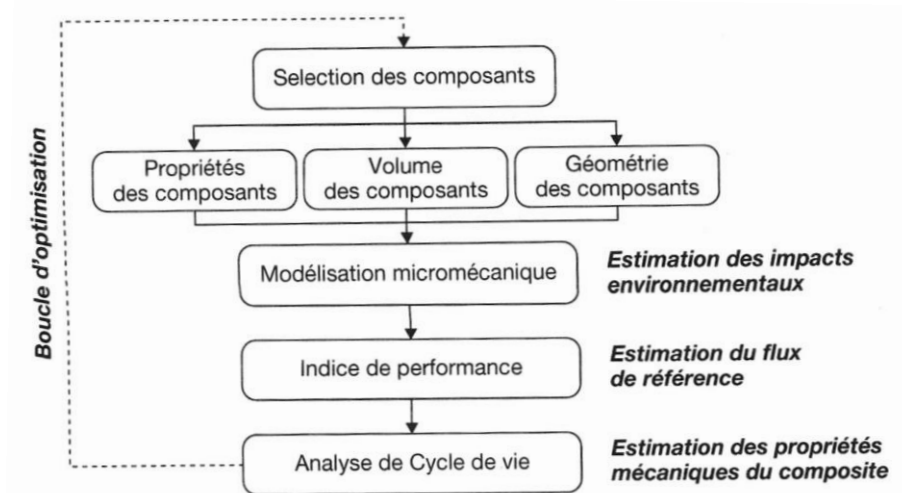 Selection des composants
Propriétés
des composants
Volume
des composants
Géométrie
des composants
Boucle d'optimisation
Modélisation micromécanique
Estimation des impacts
environnementaux
Indice de performance
Estimation du flux
de référence
Analyse de Cycle de vie
Estimation des propriétés
mécaniques du composite